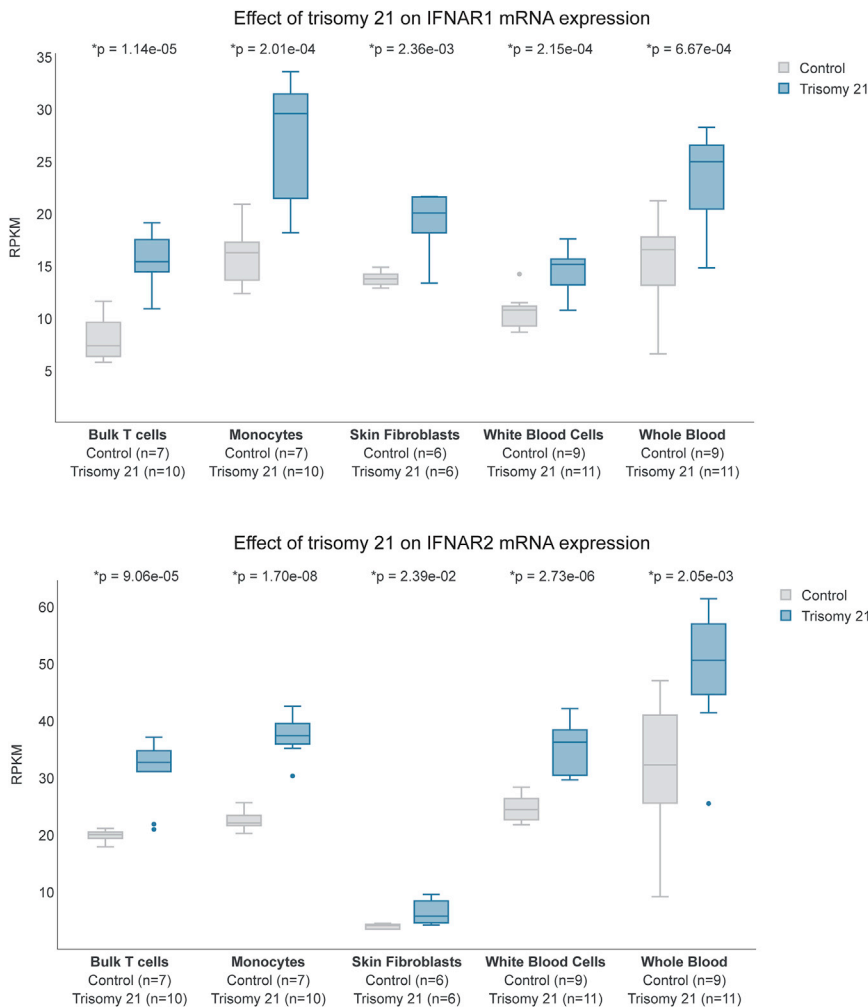 Effect of trisomy 21 on IFNAR1 mRNA expression
*p = 1.14e-05 *p = 2.01e-04 *p = 2.36e-03 *p = 2.15e-04 *p = 6.67e-04
Control
Trisomy 21
35
30
25
20
15
10
5
RPKM
Bulk T cells Monocytes Skin Fibroblasts White Blood Cells Whole Blood
Control (n=7) Control (n=7) Control (n=6) Control (n=9) Control (n=9)
Trisomy 21 (n=10) Trisomy 21 (n=10) Trisomy 21 (n=6) Trisomy 21 (n=11) Trisomy 21 (n=11)
Effect of trisomy 21 on IFNAR2 mRNA expression
*p = 9.06e-05 *p = 1.70e-08 *p = 2.39e-02 *p = 2.73e-06 *p = 2.05e-03
Control
Trisomy 21
60
50
40
30
20
10
RPKM
Bulk T cells Monocytes Skin Fibroblasts White Blood Cells Whole Blood
Control (n=7) Control (n=7) Control (n=6) Control (n=9) Control (n=9)
Trisomy 21 (n=10) Trisomy 21 (n=10) Trisomy 21 (n=6) Trisomy 21 (n=11) Trisomy 21 (n=11)